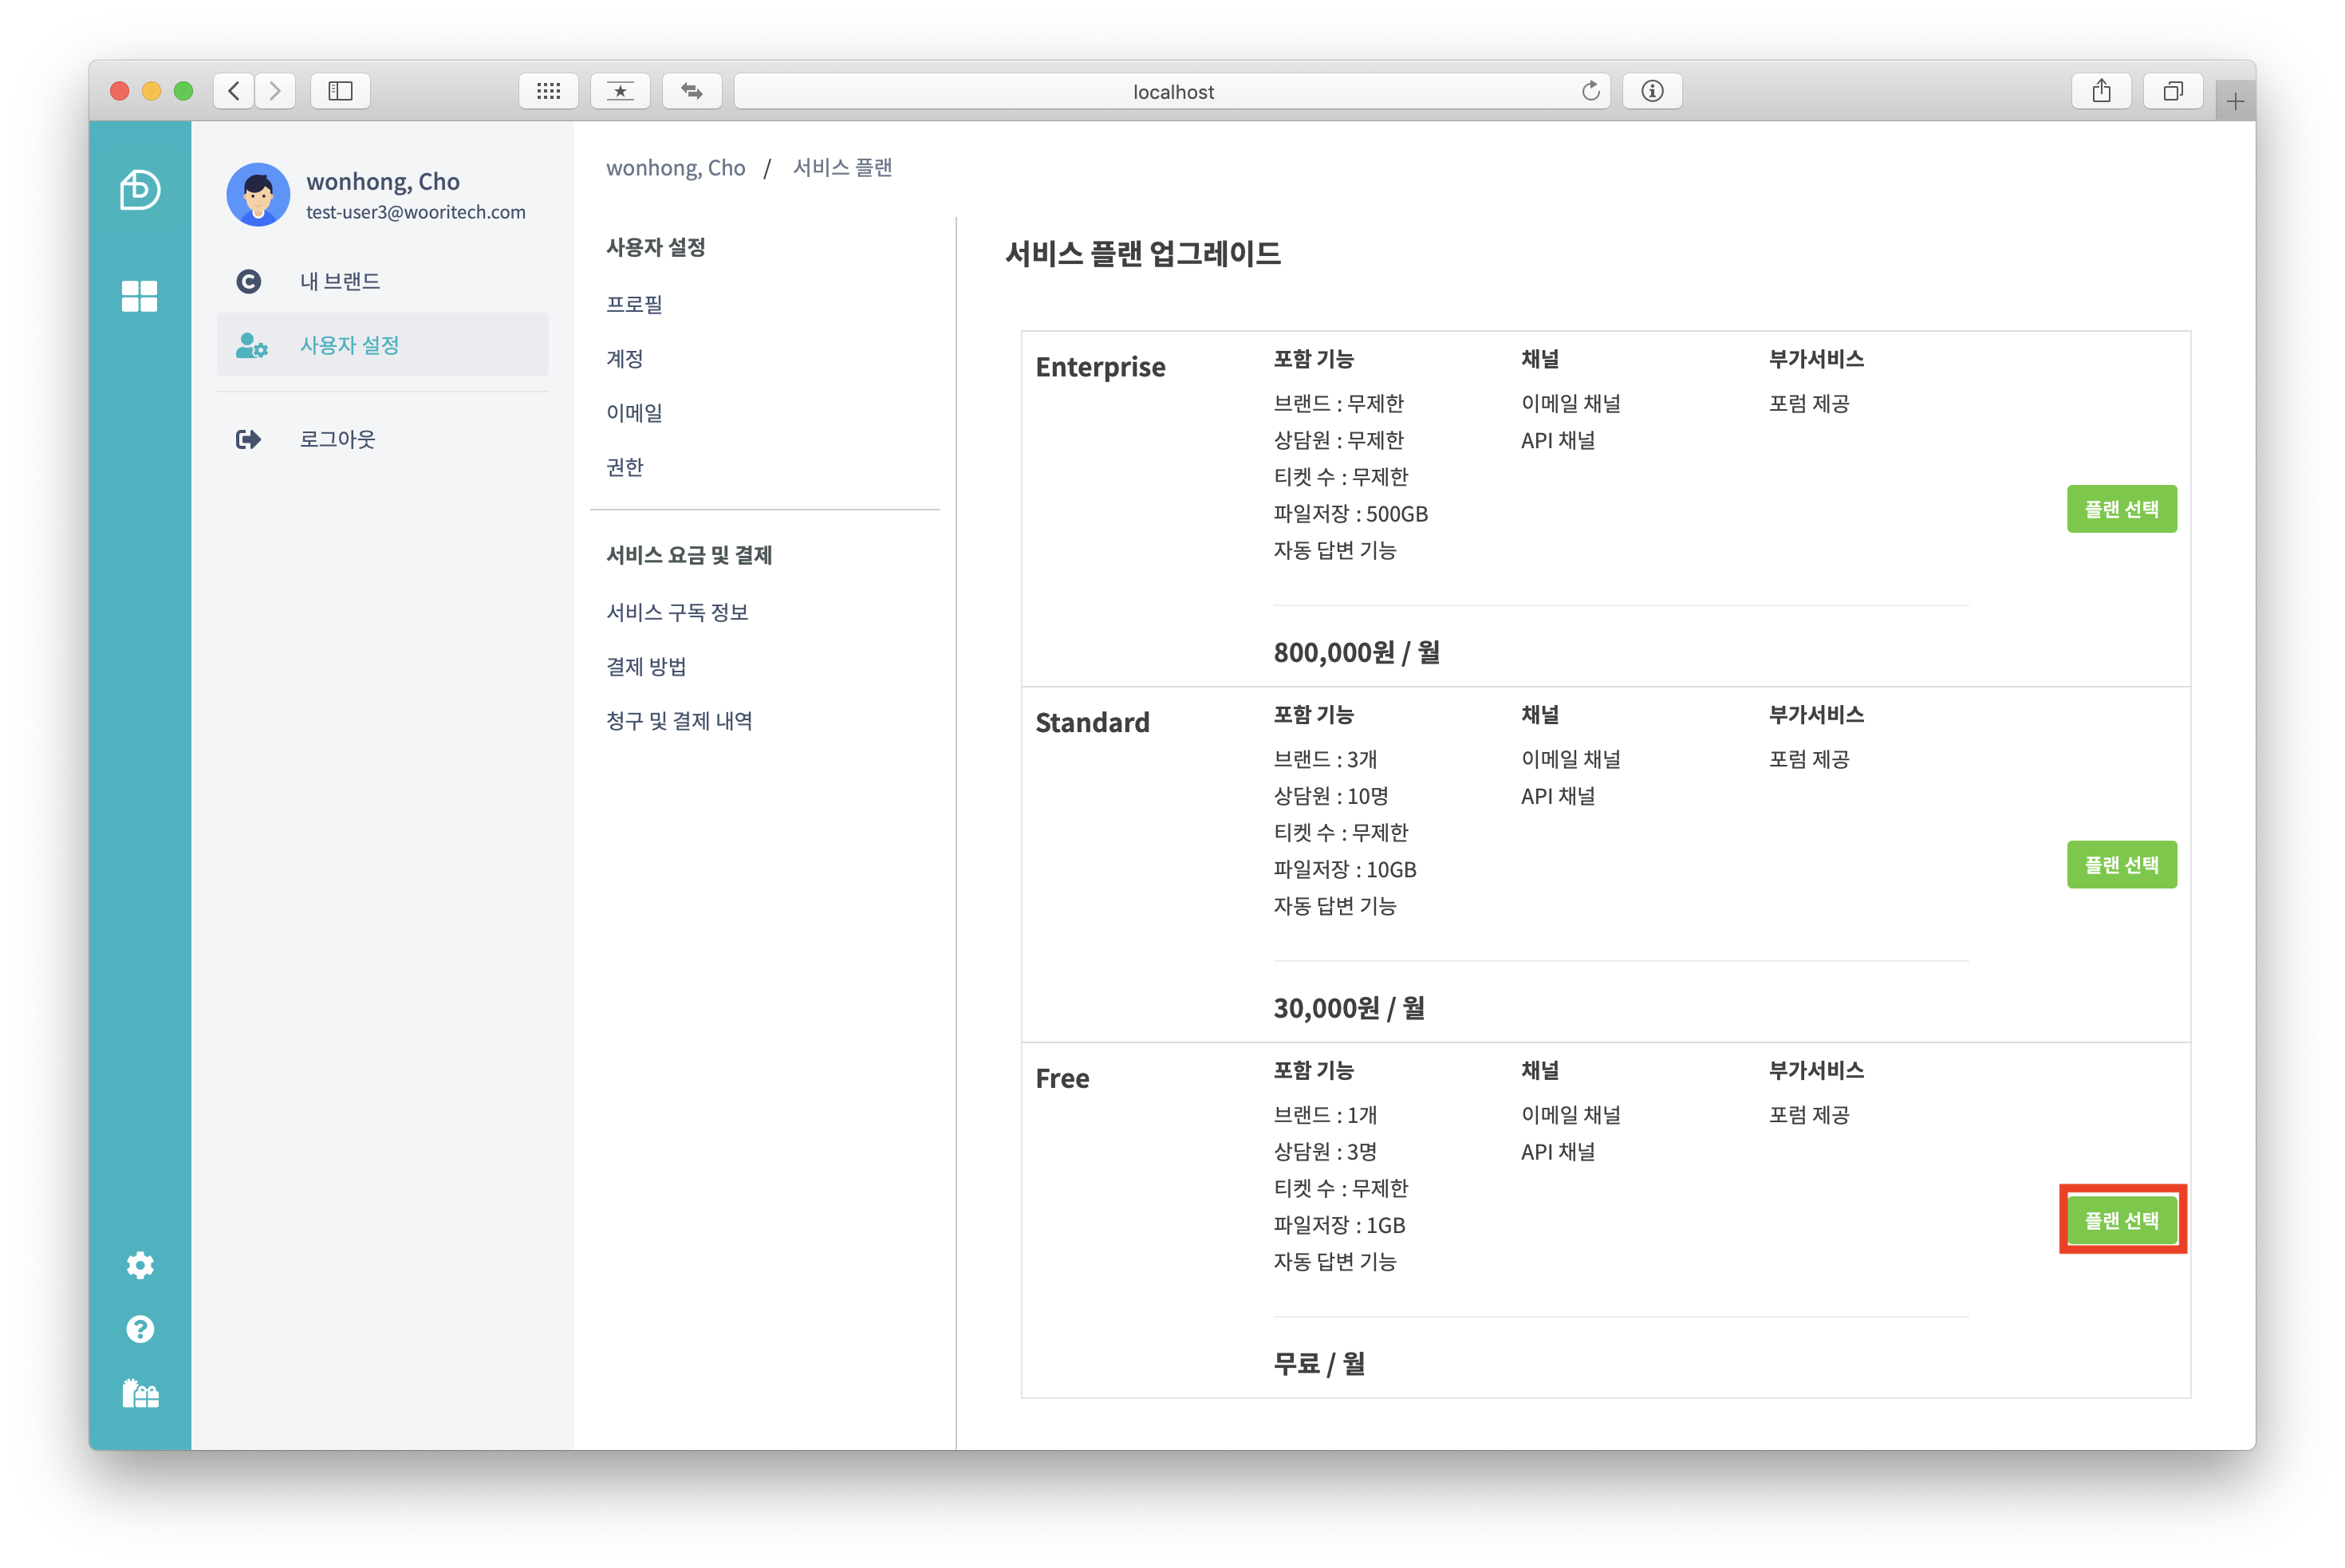 localhost
wonhong, Cho
test-user3@wooritech.com
내 브랜드
사용자 설정
로그아웃
wonhong, Cho / 서비스 플랜
사용자 설정
프로필
계정
이메일
권한
서비스 요금 및 결제
서비스 구독 정보
결제 방법
청구 및 결제 내역
서비스 플랜 업그레이드
Enterprise
포함 기능
브랜드 : 무제한
상담원 : 무제한
티켓 수 : 무제한
파일저장 : 500GB
자동 답변 기능
채널
이메일 채널
API 채널
부가서비스
포럼 제공
800,000원 / 월
플랜 선택
Standard
포함 기능
브랜드 : 3개
상담원 : 10명
티켓 수 : 무제한
파일저장 : 10GB
자동 답변 기능
채널
이메일 채널
API 채널
부가서비스
포럼 제공
30,000원 / 월
플랜 선택
Free
포함 기능
브랜드 : 1개
상담원 : 3명
티켓 수 : 무제한
파일저장 : 1GB
자동 답변 기능
채널
이메일 채널
API 채널
부가서비스
포럼 제공
무료 / 월
플랜 선택